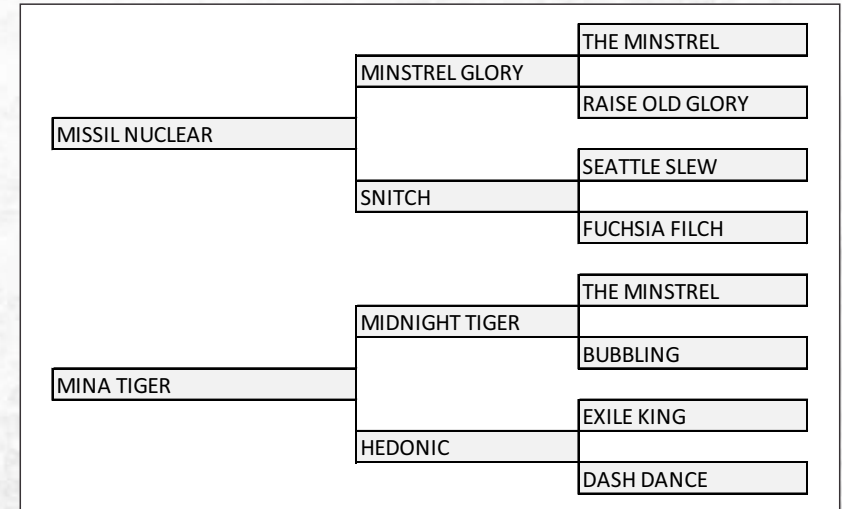 THE MINSTREL
MINSTREL GLORY
RAISE OLD GLORY
MISSIL NUCLEAR
SEATTLE SLEW
SNITCH
FUCHSIA FILCH
THE MINSTREL
MIDNIGHT TIGER
BUBBLING
MINA TIGER
EXILE KING
HEDONIC
DASH DANCE